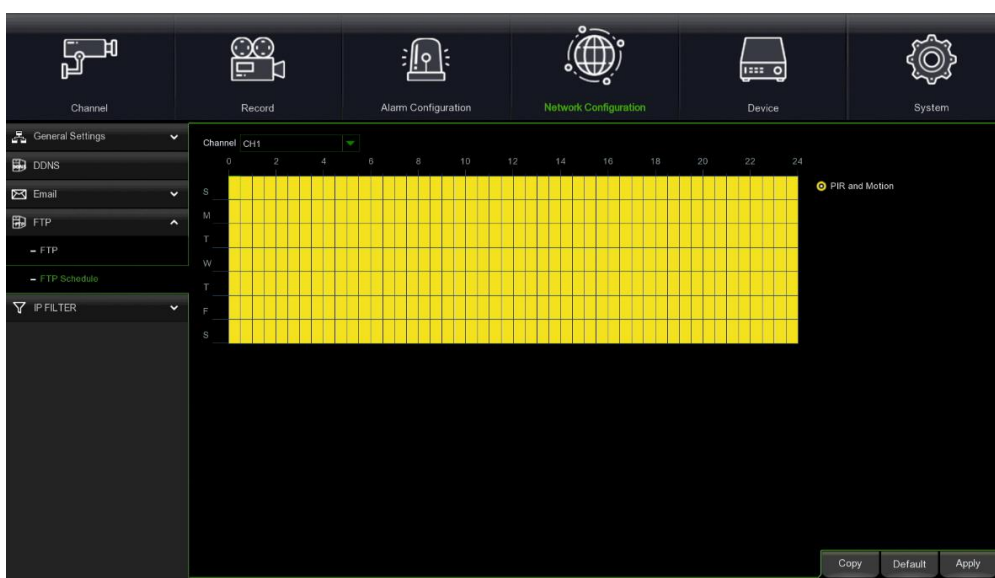 Channel Record Alarm Configuration Network Configuration Device System
General Settings
DDNS
Email
FTP
– FTP
– FTP Schedule
IP FILTER
Channel CH1
0 2 4 6 8 10 12 14 16 18 20 22 24
S
M
T
W
T
F
S
PIR and Motion
Copy Default Apply